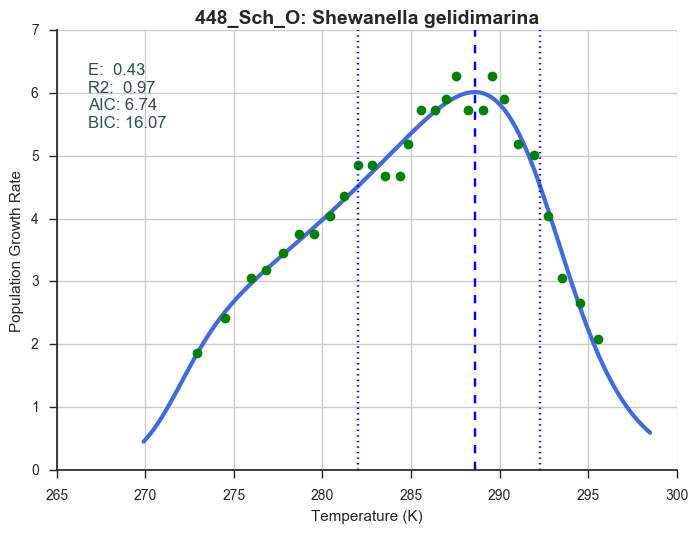 448_Sch_O: Shewanella gelidimarina
7
6
5
4
3
2
1
0
E:  0.43
R2:  0.97
AIC: 6.74
BIC: 16.07
Population Growth Rate
265 270 275 280 285 290 295 300
Temperature (K)